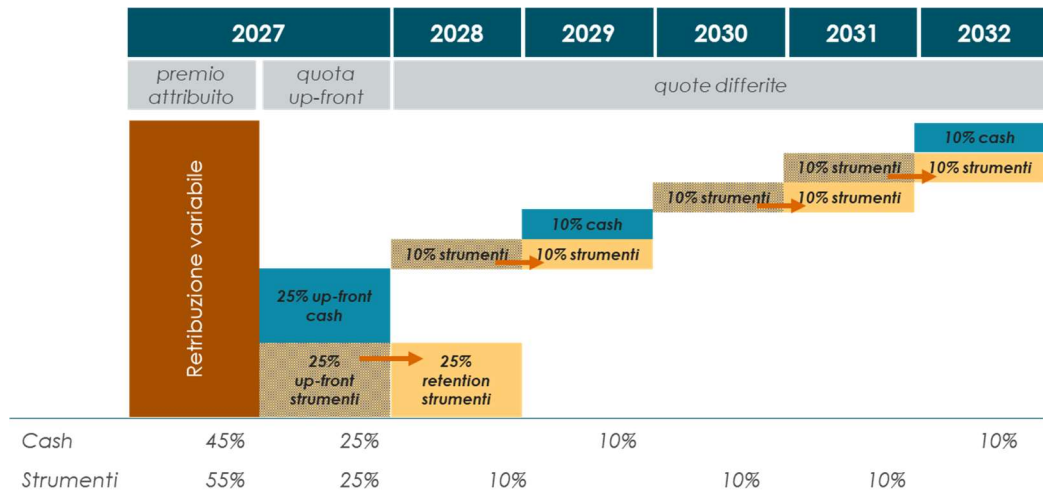 2027 2028 2029 2030 2031 2032
premio attribuito
quota up-front
quote differite
Retribuzione variabile
10% cash
10% strumenti 10% strumenti
10% strumenti 10% strumenti
10% cash
10% strumenti 10% strumenti
25% up-front
cash
25%
up-front
strumenti
25%
retention
strumenti
Cash 45% 25% 10% 10%
Strumenti 55% 25% 10% 10% 10%